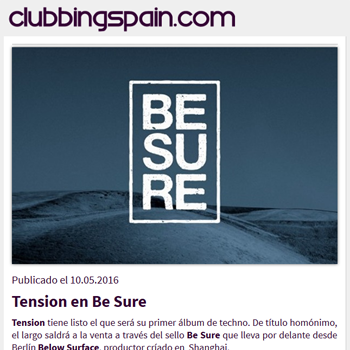 clubbingspain.com
BE
SU
RE
Publicado el 10.05.2016
Tension en Be Sure
Tension tiene listo el que será su primer álbum de techno. De título homónimo,
el largo saldrá a la venta a través del sello Be Sure que lleva por delante desde
Berlín Below Surface, productor criado en Shanghai.